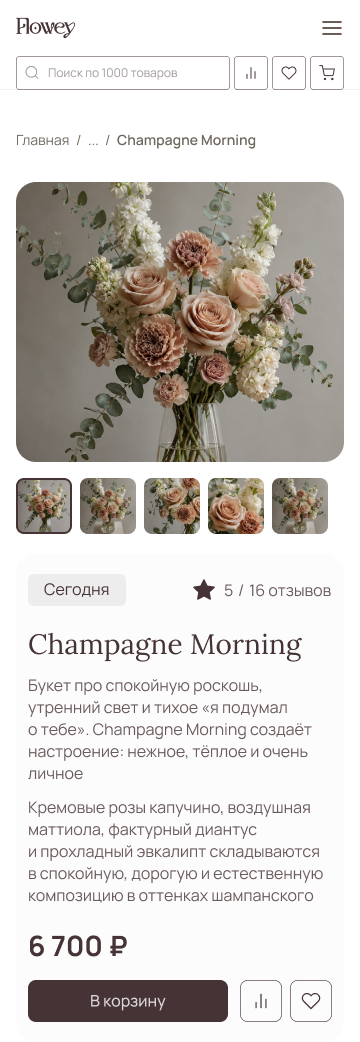 Flowey
Поиск по 1000 товаров
Главная / ... / Champagne Morning
Сегодня
5 / 16 отзывов
Champagne Morning
Букет про спокойную роскошь,
утренний свет и тихое «я подумал
о тебе». Champagne Morning создаёт
настроение: нежное, тёплое и очень
личное
Кремовые розы капучино, воздушная
маттиола, фактурный диантус
и прохладный эвкалипт складываются
в спокойную, дорогую и естественную
композицию в оттенках шампанского
6 700 ₽
В корзину